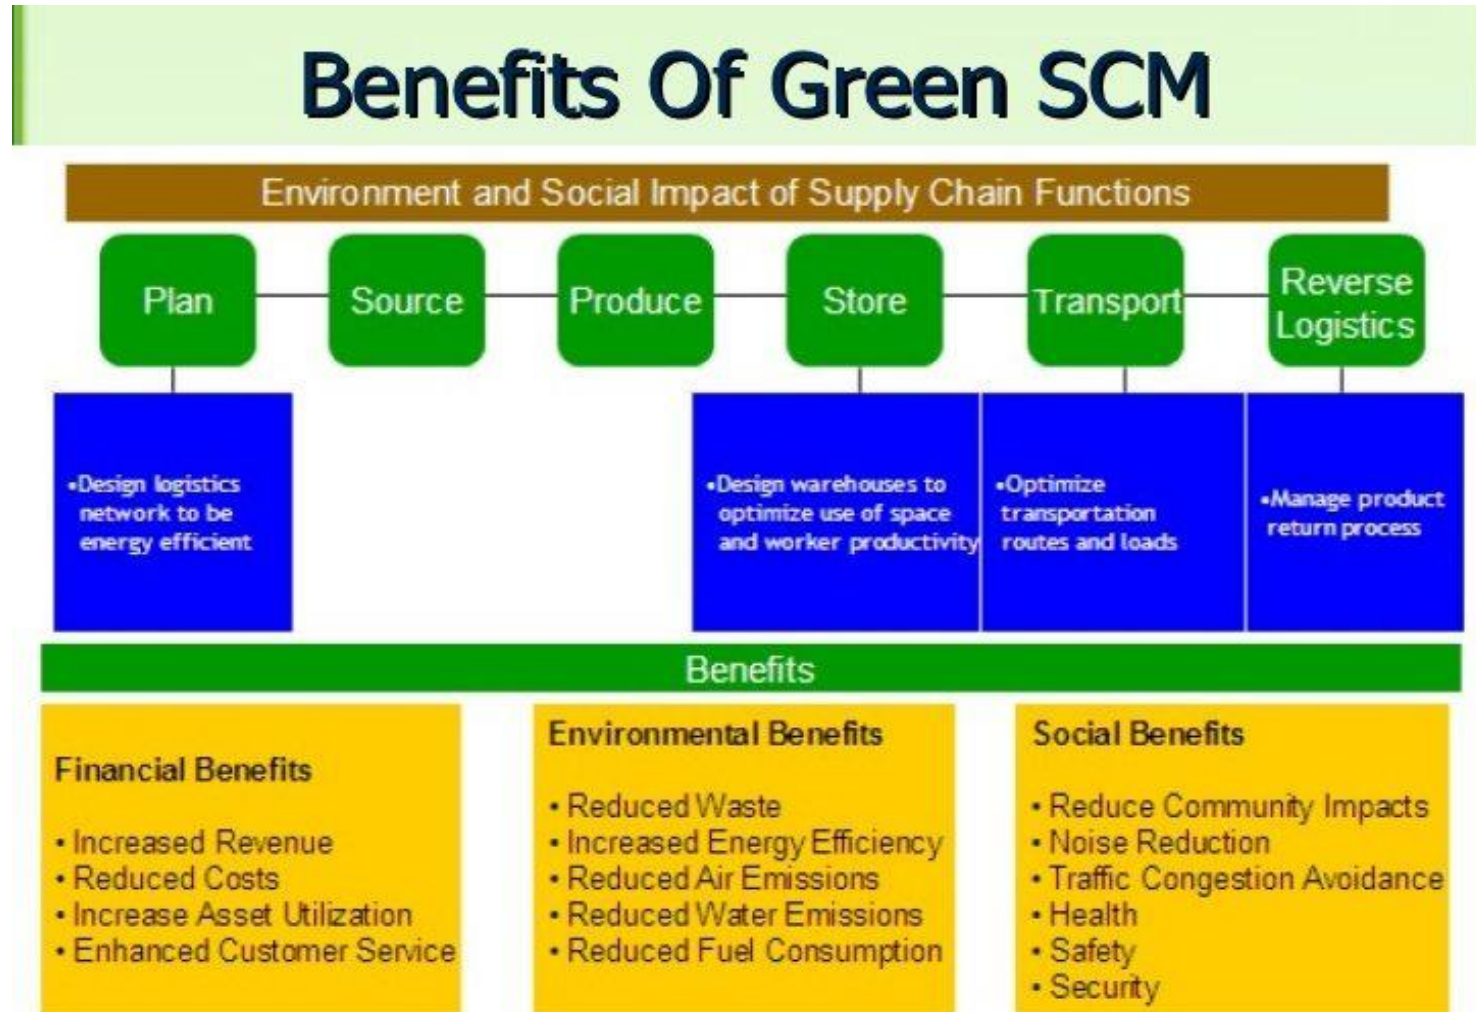 Benefits Of Green SCM
Environment and Social Impact of Supply Chain Functions
Plan
Source
Produce
Store
Transport
Reverse
Logistics
•Design logistics
network to be
energy efficient
•Design warehouses to
optimize use of space
and worker productivity
•Optimize
transportation
routes and loads
•Manage product
return process
Benefits
Financial Benefits
• Increased Revenue
• Reduced Costs
• Increase Asset Utilization
• Enhanced Customer Service
Environmental Benefits
• Reduced Waste
• Increased Energy Efficiency
• Reduced Air Emissions
• Reduced Water Emissions
• Reduced Fuel Consumption
Social Benefits
• Reduce Community Impacts
• Noise Reduction
• Traffic Congestion Avoidance
• Health
• Safety
• Security